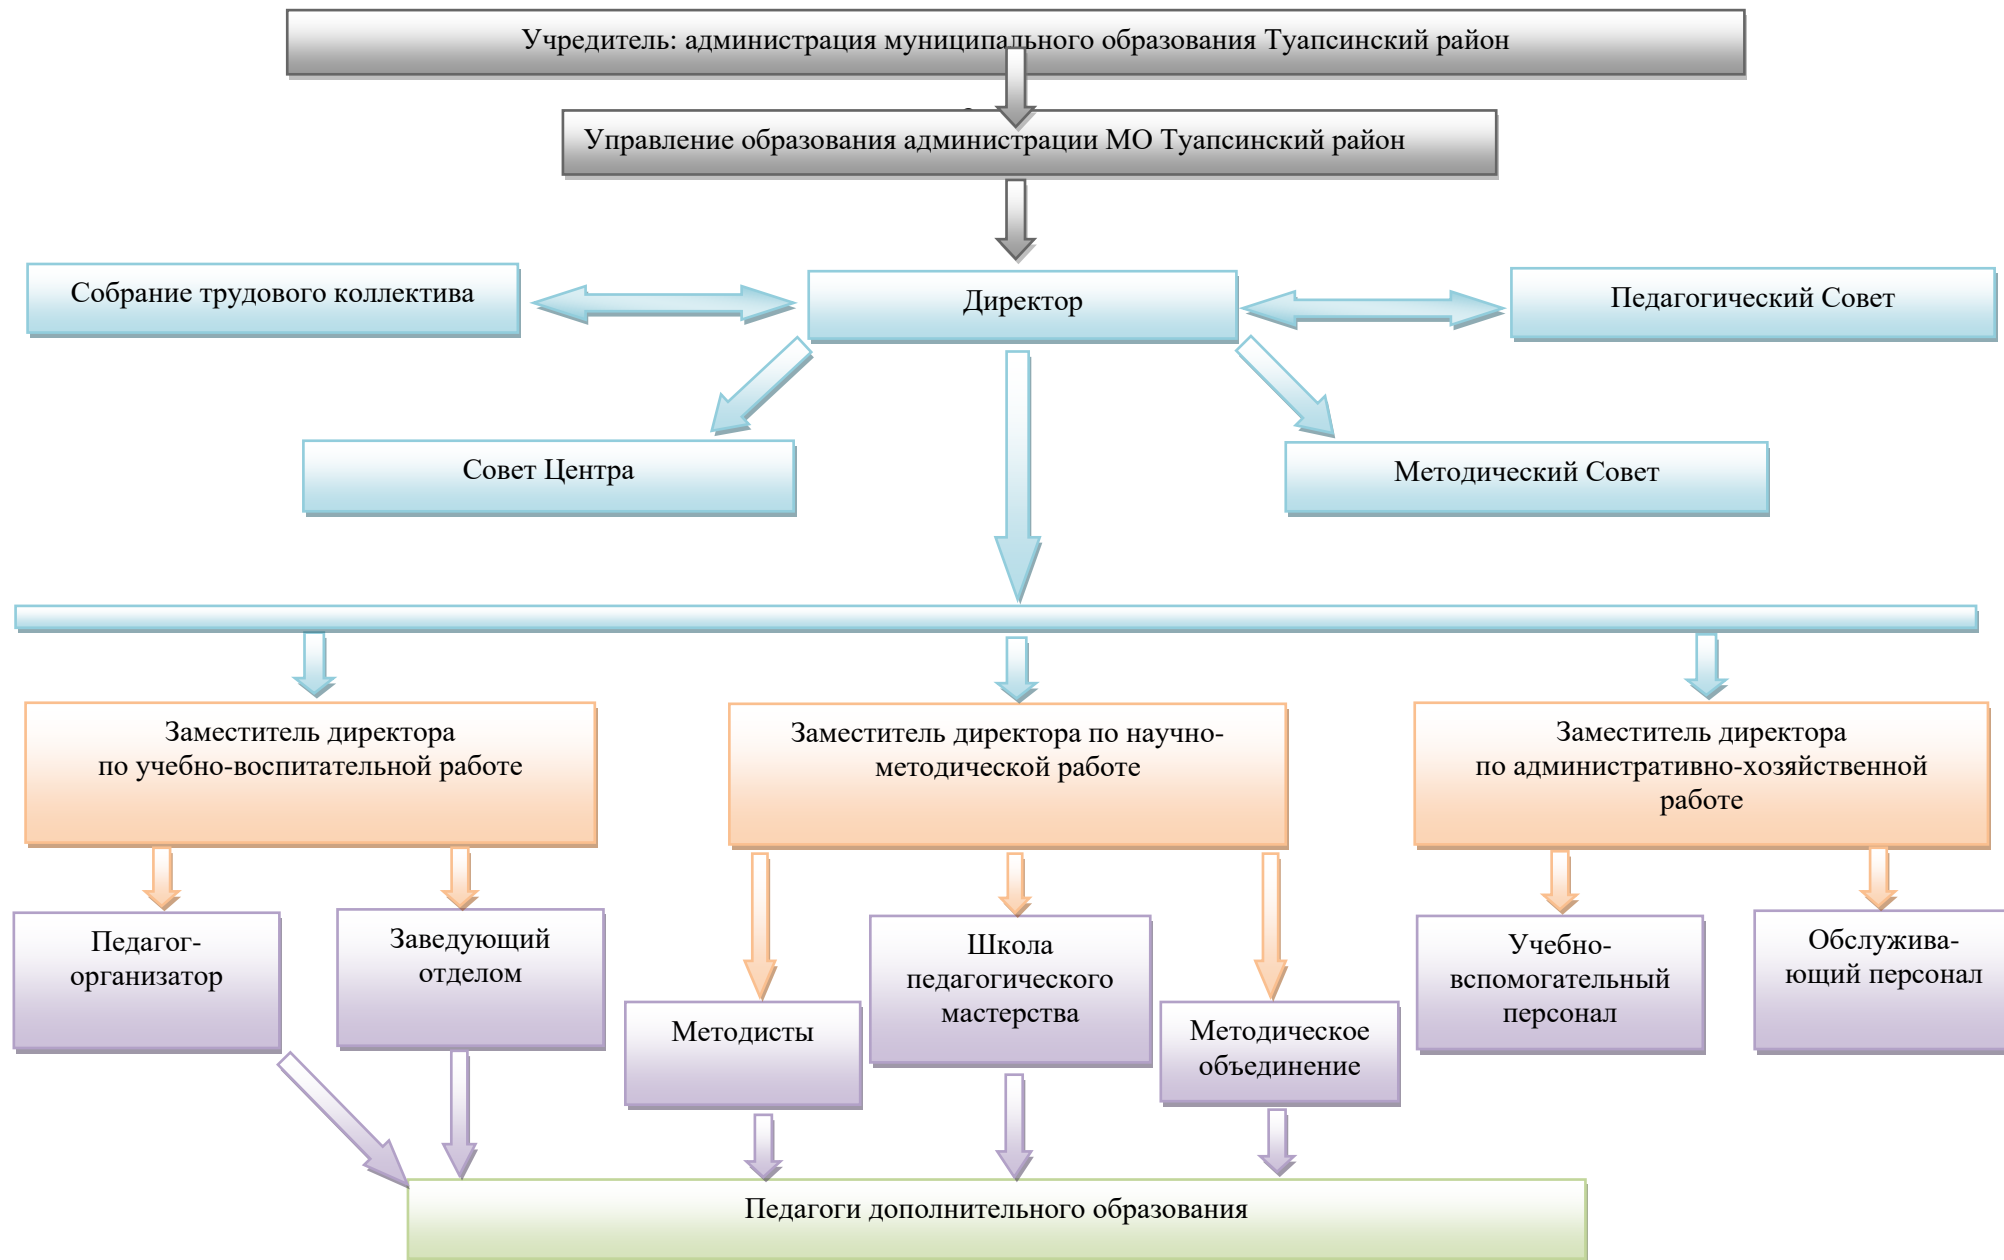 Учредитель: администрация муниципального образования Туапсинский район
Управление образования администрации МО Туапсинский район
Собрание трудового коллектива
Директор
Педагогический Совет
Совет Центра
Методический Совет
Заместитель директора
по учебно-воспитательной работе
Заместитель директора по научно-
методической работе
Заместитель директора
по административно-хозяйственной
работе
Педагог-
организатор
Заведующий
отделом
Методисты
Школа
педагогического
мастерства
Методическое
объединение
Учебно-
вспомогательный
персонал
Обслужива-
ющий персонал
Педагоги дополнительного образования